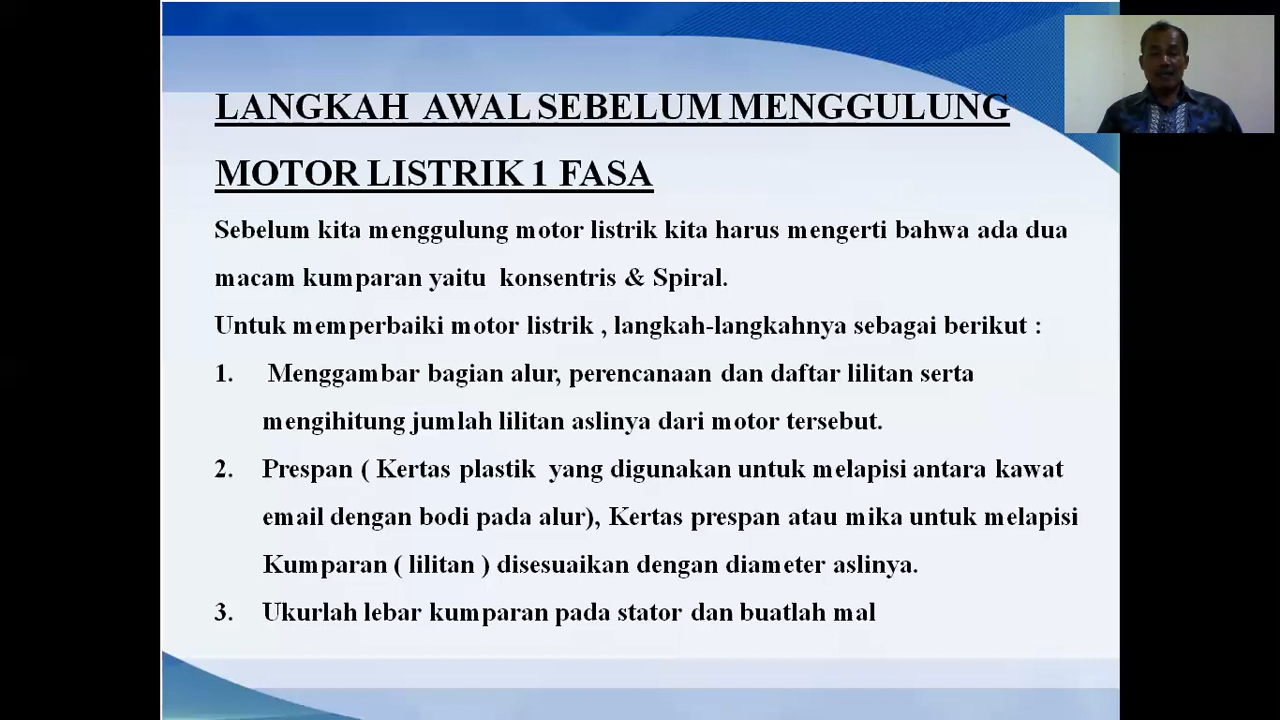 LANGKAH AWAL SEBELUM MENGGULUNG
MOTOR LISTRIK 1 FASA
Sebelum kita menggulung motor listrik kita harus mengerti bahwa ada dua
macam kumparan yaitu konsentris & Spiral.
Untuk memperbaiki motor listrik , langkah-langkahnya sebagai berikut :
1. Menggambar bagian alur, perencanaan dan daftar lilitan serta
mengihitung jumlah lilitan aslinya dari motor tersebut.
2. Prespan ( Kertas plastik yang digunakan untuk melapisi antara kawat
email dengan bodi pada alur), Kertas prespan atau mika untuk melapisi
Kumparan ( lilitan ) disesuaikan dengan diameter aslinya.
3. Ukurlah lebar kumparan pada stator dan buatlah mal